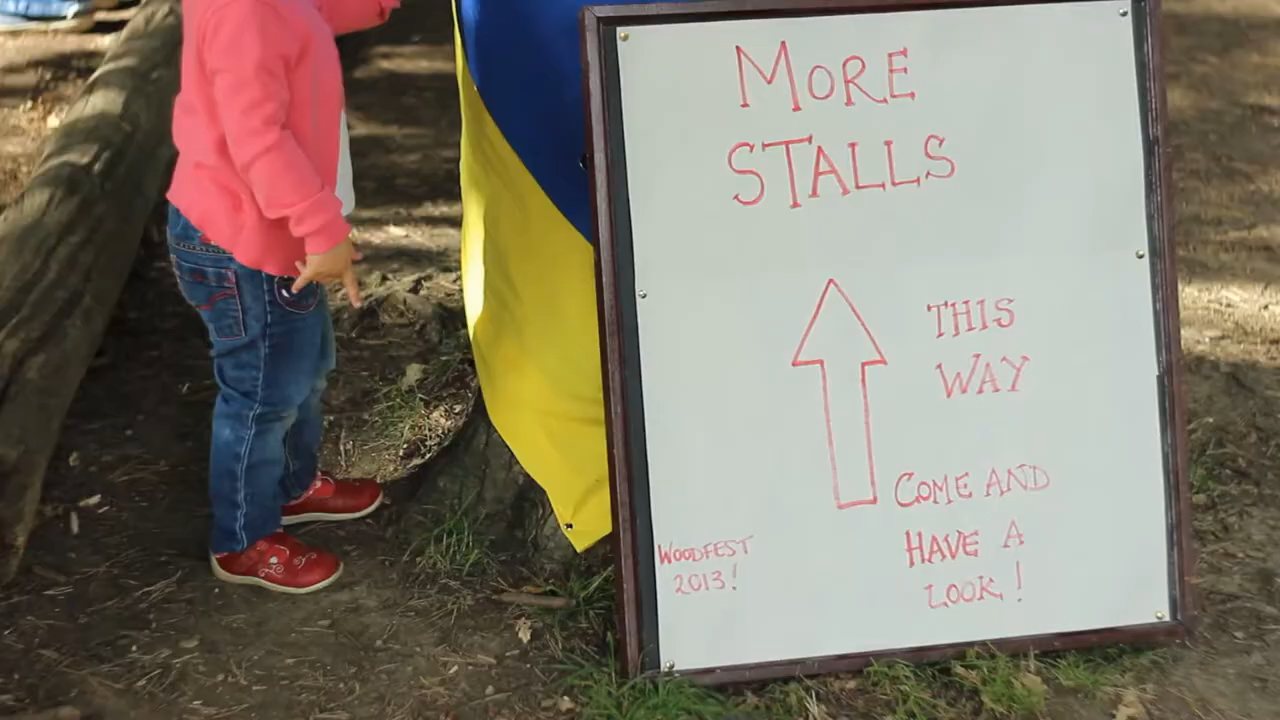 MORE
STALLS
THIS
WAY
COME AND
HAVE A
LOOK!
WOODFEST
2013!